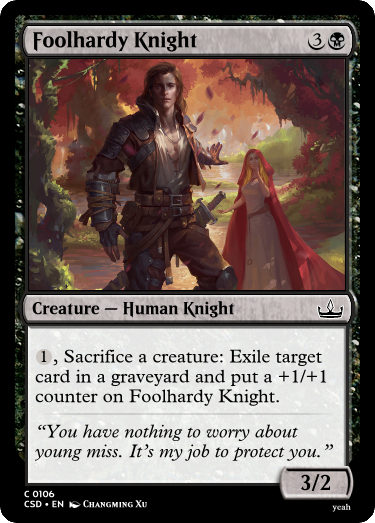 Foolhardy Knight 3
Creature — Human Knight
1, Sacrifice a creature: Exile target
card in a graveyard and put a +1/+1
counter on Foolhardy Knight.
“You have nothing to worry about
young miss. It’s my job to protect you.”
3/2
C 0106
CSD • EN Changming Xu
yeah